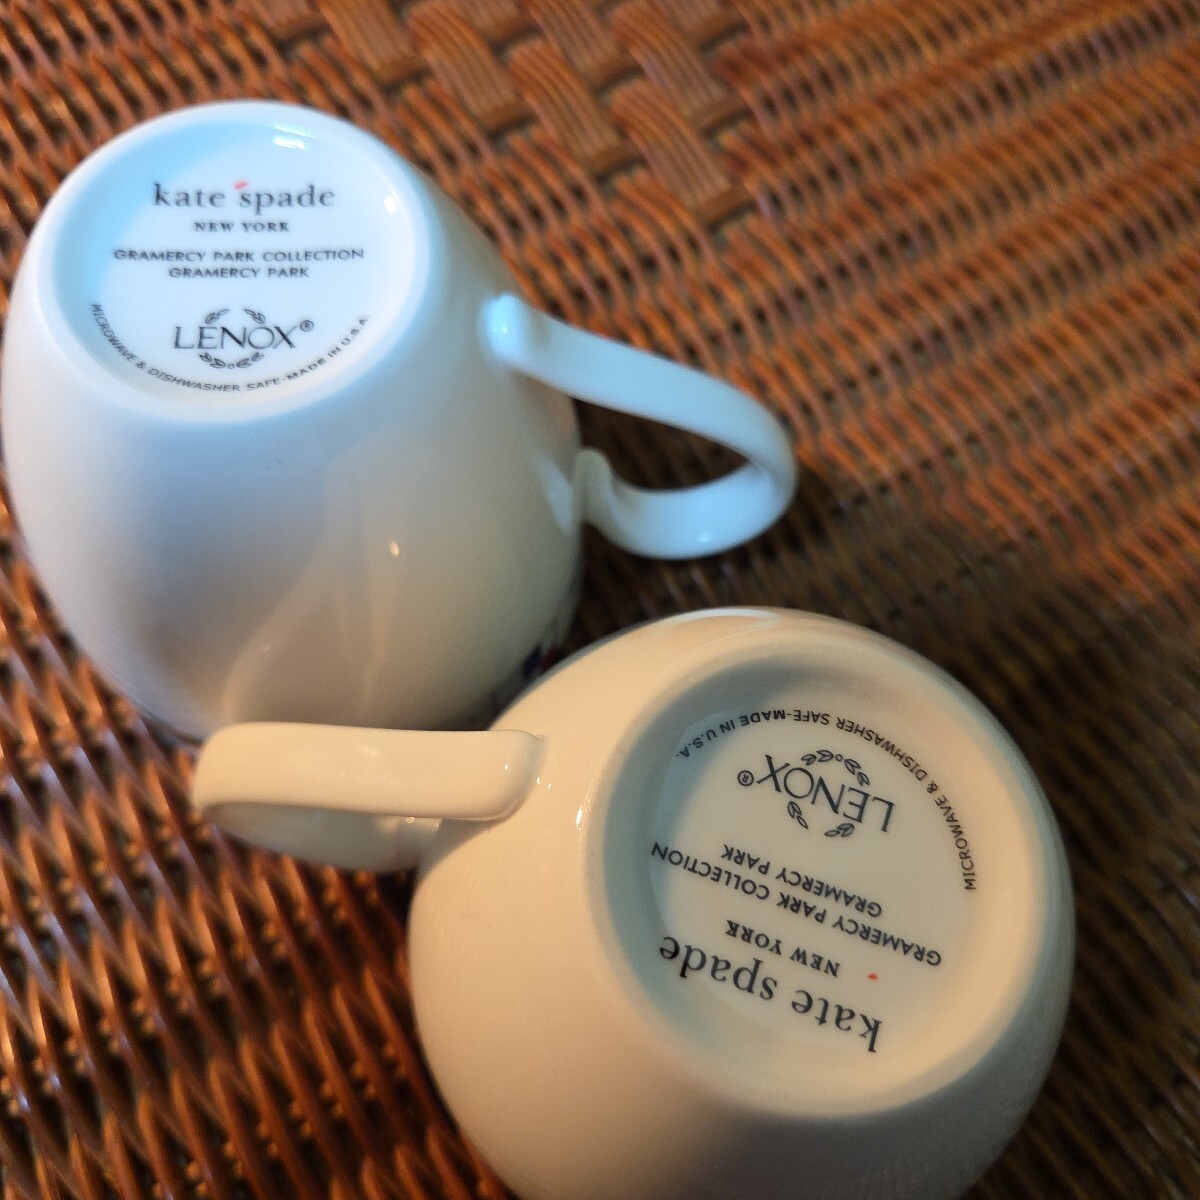 kate spade
NEW YORK
GRAMERCY PARK COLLECTION
GRAMERCY PARK
LENOX®
MICROWAVE & DISHWASHER SAFE-MADE IN U.S.A.
kate spade
NEW YORK
GRAMERCY PARK COLLECTION
GRAMERCY PARK
LENOX®
MICROWAVE & DISHWASHER SAFE-MADE IN U.S.A.